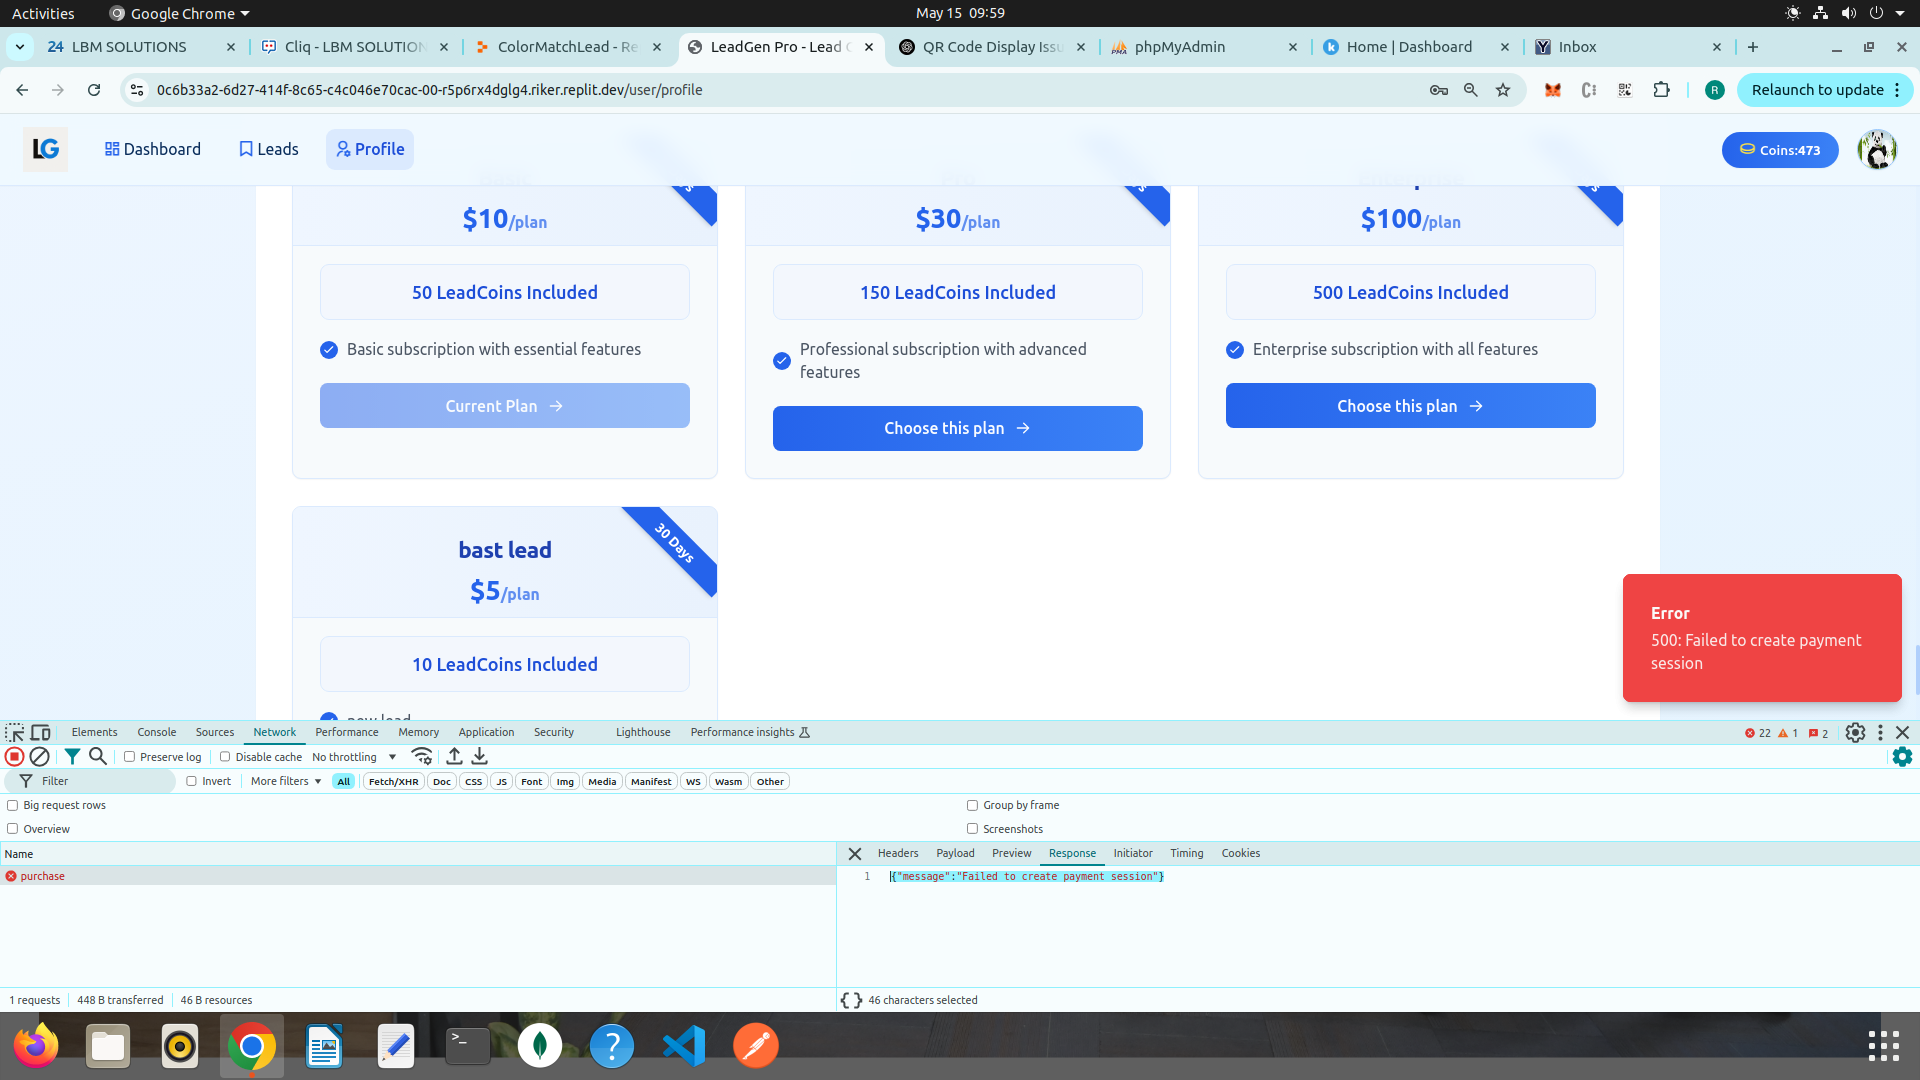 Activities
Google Chrome
May 15 09:59
LBM SOLUTIONS
Cliq - LBM SOLUTION
ColorMatchLead - Re
LeadGen Pro - Lead
QR Code Display Issu
phpMyAdmin
Home | Dashboard
Inbox
0c6b33a2-6d27-414f-8c65-c4c046e70cac-00-r5p6rx4dglg4.riker.replit.dev/user/profile
R
Relaunch to update
LG
Dashboard
Leads
Profile
Coins:473
$10/plan
$30/plan
$100/plan
50 LeadCoins Included
150 LeadCoins Included
500 LeadCoins Included
Basic subscription with essential features
Professional subscription with advanced
features
Enterprise subscription with all features
Current Plan
Choose this plan
Choose this plan
30 Days
bast lead
$5/plan
10 LeadCoins Included
new lead
Error
500: Failed to create payment
session
Elements
Console
Sources
Network
Performance
Memory
Application
Security
Lighthouse
Performance insights
22
1
2
Preserve log
Disable cache
No throttling
Filter
Invert
More filters
All
Fetch/XHR
Doc
CSS
JS
Font
Img
Media
Manifest
WS
Wasm
Other
Big request rows
Group by frame
Overview
Screenshots
Name
Headers
Payload
Preview
Response
Initiator
Timing
Cookies
purchase
1
{"message":"Failed to create payment session"}
1 requests
448 B transferred
46 B resources
{ } 46 characters selected